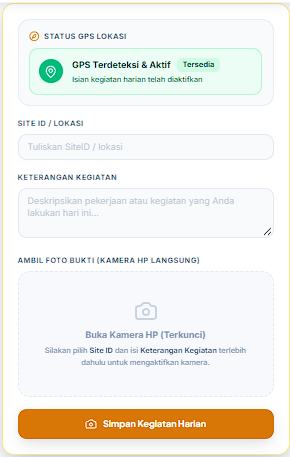 STATUS GPS LOKASI
GPS Terdeteksi & Aktif Tersedia
Isian kegiatan harian telah diaktifkan
SITE ID / LOKASI
Tuliskan SiteID / lokasi
KETERANGAN KEGIATAN
Deskripsikan pekerjaan atau kegiatan yang Anda
lakukan hari ini...
AMBIL FOTO BUKTI (KAMERA HP LANGSUNG)
Buka Kamera HP (Terkunci)
Silakan pilih Site ID dan isi Keterangan Kegiatan terlebih
dahulu untuk mengaktifkan kamera.
Simpan Kegiatan Harian